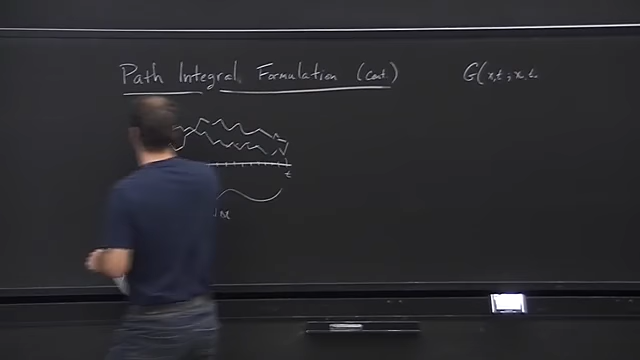 Path Integral Formulation (Cont.)
G(x,t; x₀,t₀
t